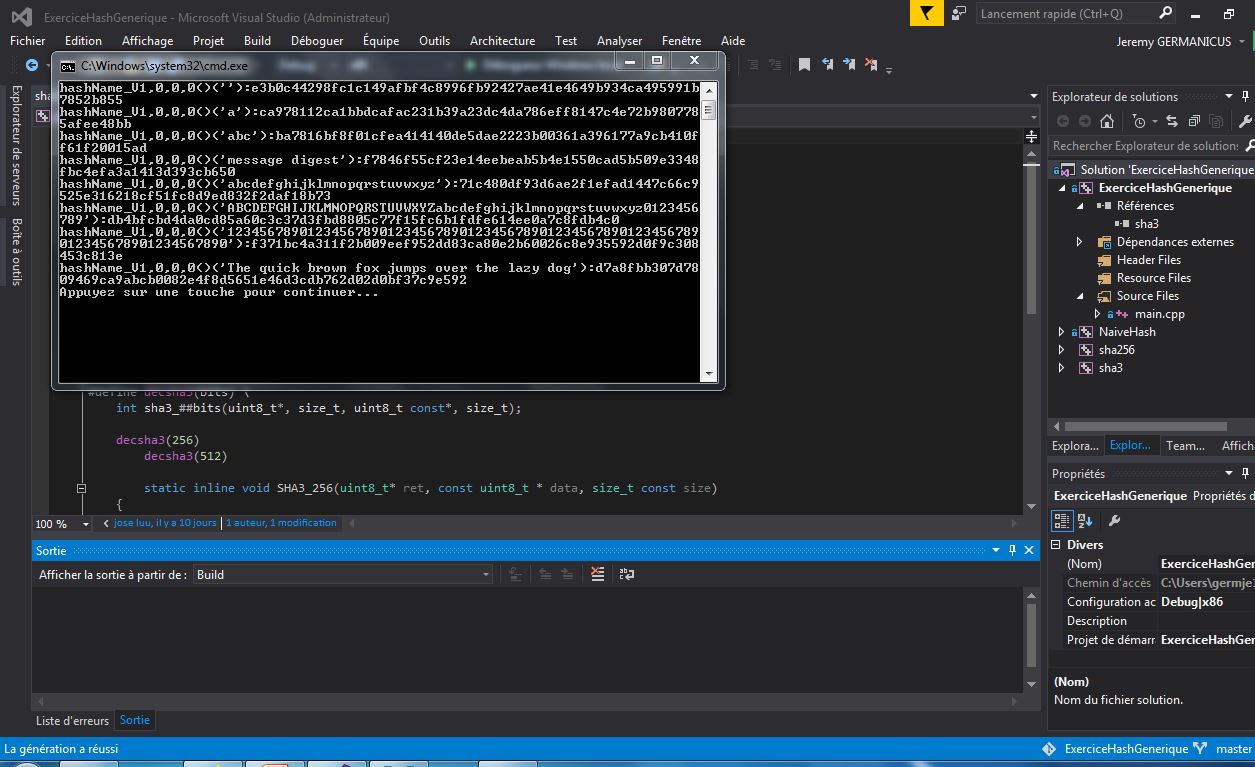 ExerciceHashGenerique - Microsoft Visual Studio (Administrateur)
Lancement rapide (Ctrl+Q)
Fichier Edition Affichage Projet Build Déboguer Équipe Outils Architecture Test Analyser Fenêtre Aide
Jeremy GERMANICUS
C:\Windows\system32\cmd.exe
hashName_V1,0,0,0()(''):e3b0c44298fc1c149afbf4c8996fb92427ae41e4649b934ca495991b
7852b855
hashName_V1,0,0,0()('a'):ca978112ca1bbdcafac231b39a23dc4da786eff8147c4e72b980778
5afee48bb
hashName_V1,0,0,0()('abc'):ba7816bf8f01cfea414140de5dae2223b00361a396177a9cb410f
f61f20015ad
hashName_V1,0,0,0()('message digest'):f7846f55cf23e14eebeab5b4e1550cad5b509e3348
fbc4efa3a1413d393cb650
hashName_V1,0,0,0()('abcdefghijklmnopqrstuvwxyz'):71c480df93d6ae2f1efad1447c66c9
525e316218cf51fc8d9ed832f2daf18b73
hashName_V1,0,0,0()('ABCDEFGHIJKLMNOPQRSTUVWXYZabcdefghijklmnopqrstuvwxyz0123456
789'):db4bfcbd4da0cd85a60c3c37d3fbd8805c77f15fc6b1fdfe614ee0a7c8fdb4c0
hashName_V1,0,0,0()('12345678901234567890123456789012345678901234567890123456789
012345678901234567890'):f371bc4a311f2b009eef952dd83ca80e2b60026c8e935592d0f9c308
453c813e
hashName_V1,0,0,0()('The quick brown fox jumps over the lazy dog'):d7a8fbb307d78
09469ca9abcb0082e4f8d5651e46d3cdb762d02d0bf37c9e592
Appuyez sur une touche pour continuer...
Explorateur de serveurs
Boîte à outils
sha
#define decsha3(bits) \
int sha3_##bits(uint8_t*, size_t, uint8_t const*, size_t);
decsha3(256)
decsha3(512)
static inline void SHA3_256(uint8_t* ret, const uint8_t * data, size_t const size)
{
100 %
jose luu, il y a 10 jours | 1 auteur, 1 modification
Sortie
Afficher la sortie à partir de : Build
Liste d'erreurs Sortie
La génération a réussi
Explorateur de solutions
Rechercher Explorateur de solutions
Solution 'ExerciceHashGenerique
ExerciceHashGenerique
Références
sha3
Dépendances externes
Header Files
Resource Files
Source Files
main.cpp
NaiveHash
sha256
sha3
Explora... Explor... Team... Affich
Propriétés
ExerciceHashGenerique Propriétés d
Divers
(Nom) ExerciceHashGer
Chemin d'accès C:\Users\germje
Configuration ac Debug|x86
Description
Projet de démarr ExerciceHashGer
(Nom)
Nom du fichier solution.
ExerciceHashGenerique master